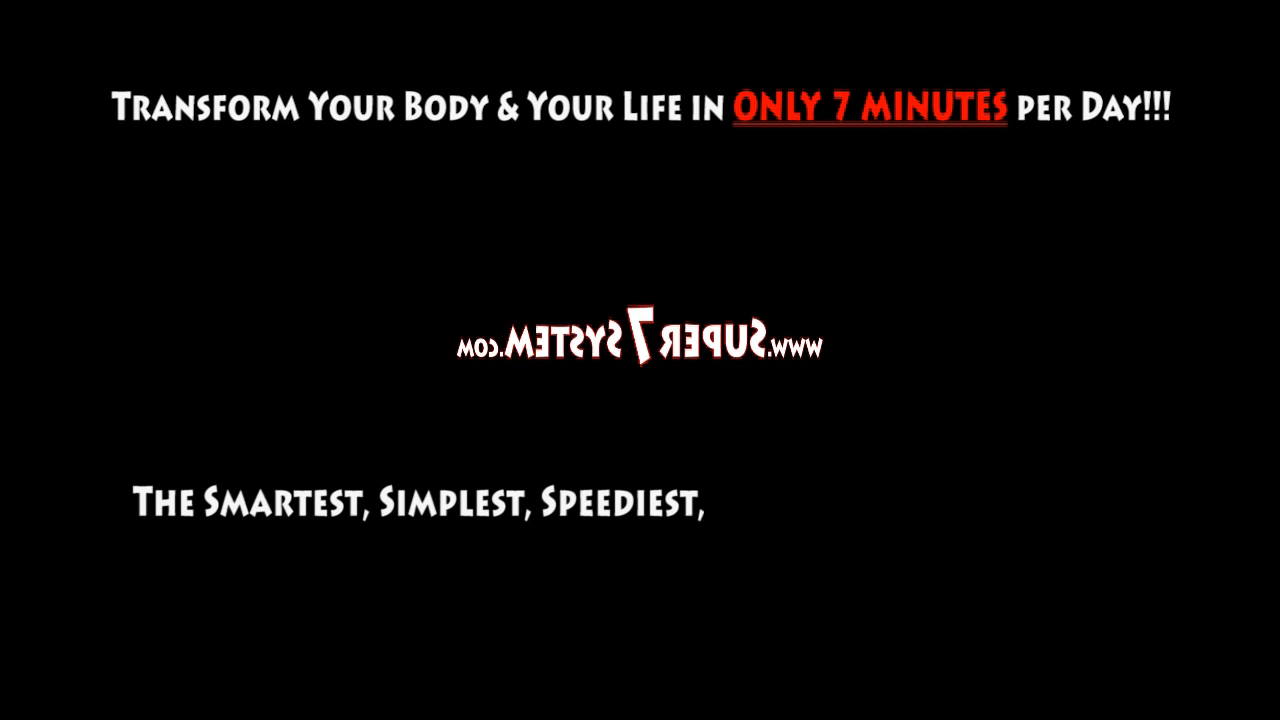 Transform Your Body & Your Life in ONLY 7 MINUTES per Day!!!
www.Super7System.com
The Smartest, Simplest, Speediest,